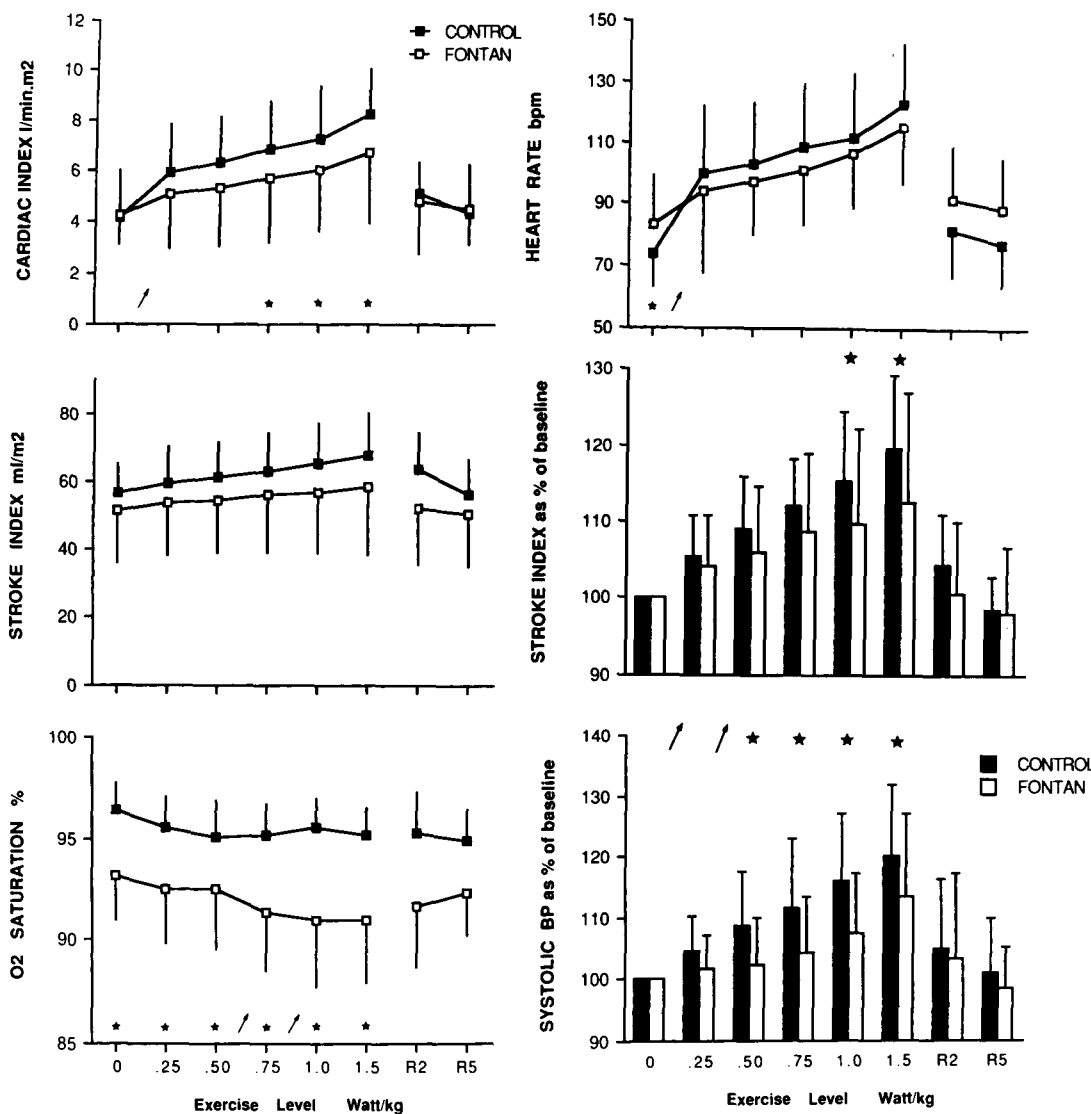 CARDIAC INDEX l/min.m2
12
10
8
6
4
2
0
CONTROL
FONTAN
HEART RATE bpm
150
130
110
90
70
50
STROKE INDEX ml/m2
80
60
40
20
0
STROKE INDEX as % of baseline
130
120
110
100
90
O2 SATURATION %
100
95
90
85
0 .25 .50 .75 1.0 1.5 R2 R5
Exercise Level Watt/kg
SYSTOLIC BP as % of baseline
140
130
120
110
100
90
CONTROL
FONTAN
0 .25 .50 .75 1.0 1.5 R2 R5
Exercise Level Watt/kg